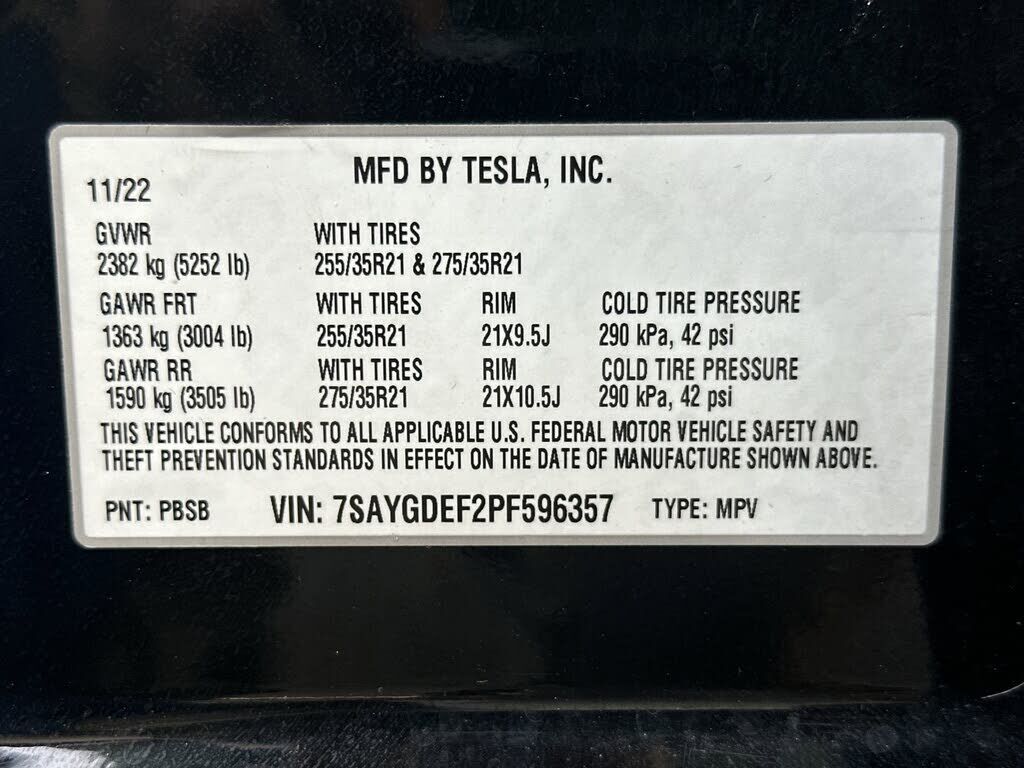 MFD BY TESLA, INC.
11/22
GVWR WITH TIRES
2382 kg (5252 lb) 255/35R21 & 275/35R21
GAWR FRT WITH TIRES RIM COLD TIRE PRESSURE
1363 kg (3004 lb) 255/35R21 21X9.5J 290 kPa, 42 psi
GAWR RR WITH TIRES RIM COLD TIRE PRESSURE
1590 kg (3505 lb) 275/35R21 21X10.5J 290 kPa, 42 psi
THIS VEHICLE CONFORMS TO ALL APPLICABLE U.S. FEDERAL MOTOR VEHICLE SAFETY AND
THEFT PREVENTION STANDARDS IN EFFECT ON THE DATE OF MANUFACTURE SHOWN ABOVE.
PNT: PBSB VIN: 7SAYGDEF2PF596357 TYPE: MPV